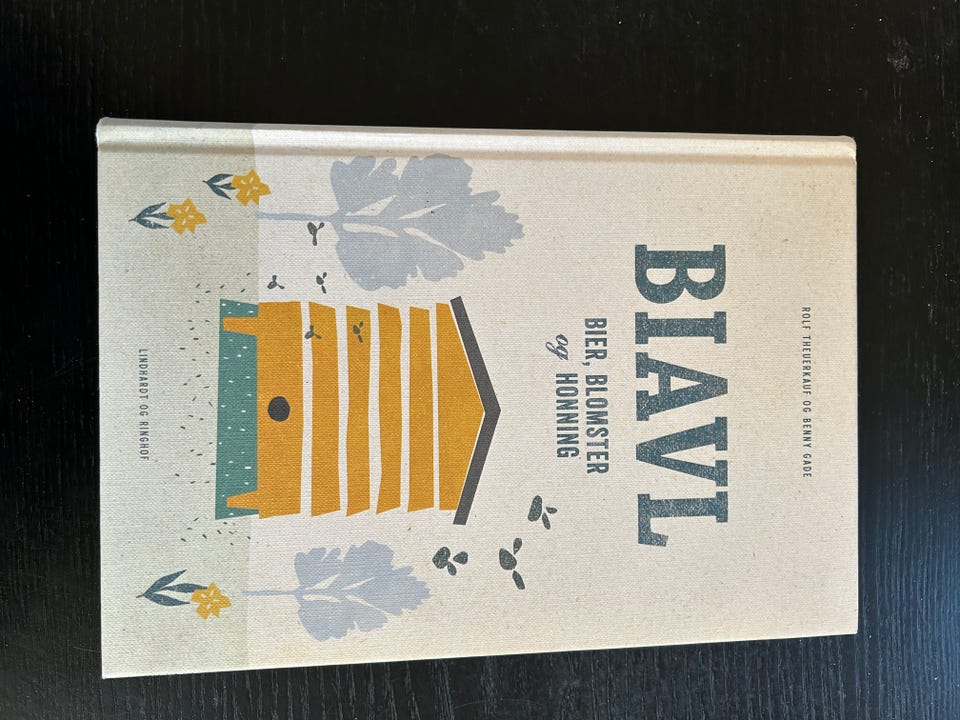 ROLF THEUERKAUF OG BENNY GADE
BIAVL
BIER, BLOMSTER
og HONNING
LINDHARDT OG RINGHOF